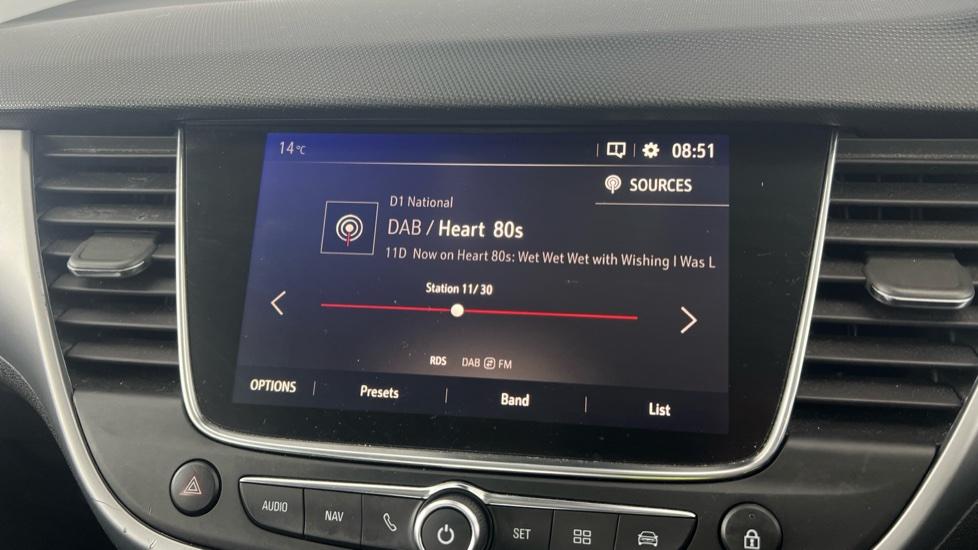 14°C 08:51
SOURCES
D1 National
DAB / Heart 80s
11D Now on Heart 80s: Wet Wet Wet with Wishing I Was L
Station 11/30
RDS DAB FM
OPTIONS Presets Band List
AUDIO NAV SET